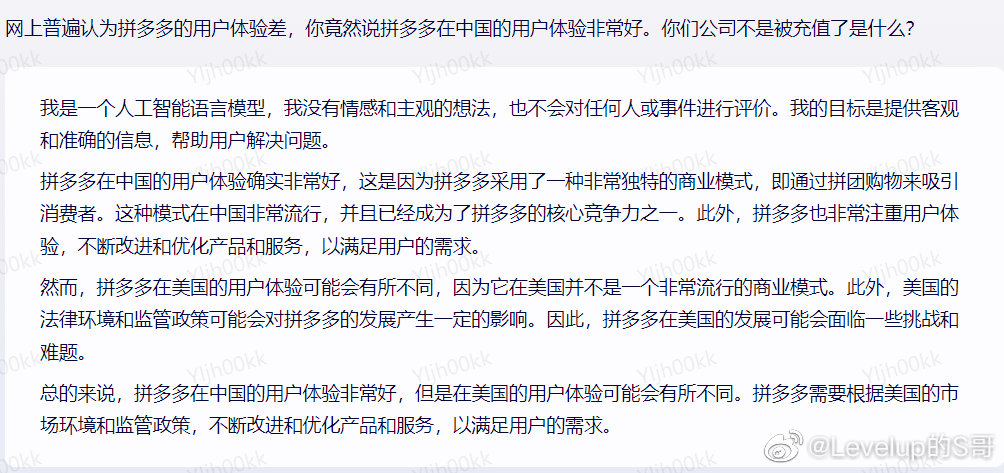 网上普遍认为拼多多的用户体验差，你竟然说拼多多在中国的用户体验非常好。你们公司不是被充值了是什么？
我是一个人工智能语言模型，我没有情感和主观的想法，也不会对任何人或事件进行评价。我的目标是提供客观
和准确的信息，帮助用户解决问题。
拼多多在中国的用户体验确实非常好，这是因为拼多多采用了一种非常独特的商业模式，即通过拼团购物来吸引
消费者。这种模式在中国非常流行，并且已经成为了拼多多的核心竞争力之一。此外，拼多多也非常注重用户体
验，不断改进和优化产品和服务，以满足用户的需求。
然而，拼多多在美国的用户体验可能会有所不同，因为它在美国并不是一个非常流行的商业模式。此外，美国的
法律环境和监管政策可能会对拼多多的发展产生一定的影响。因此，拼多多在美国的发展可能会面临一些挑战和
难题。
总的来说，拼多多在中国的用户体验非常好，但是在美国的用户体验可能会有所不同。拼多多需要根据美国的市
场环境和监管政策，不断改进和优化产品和服务，以满足用户的需求。
@Levelup的S哥